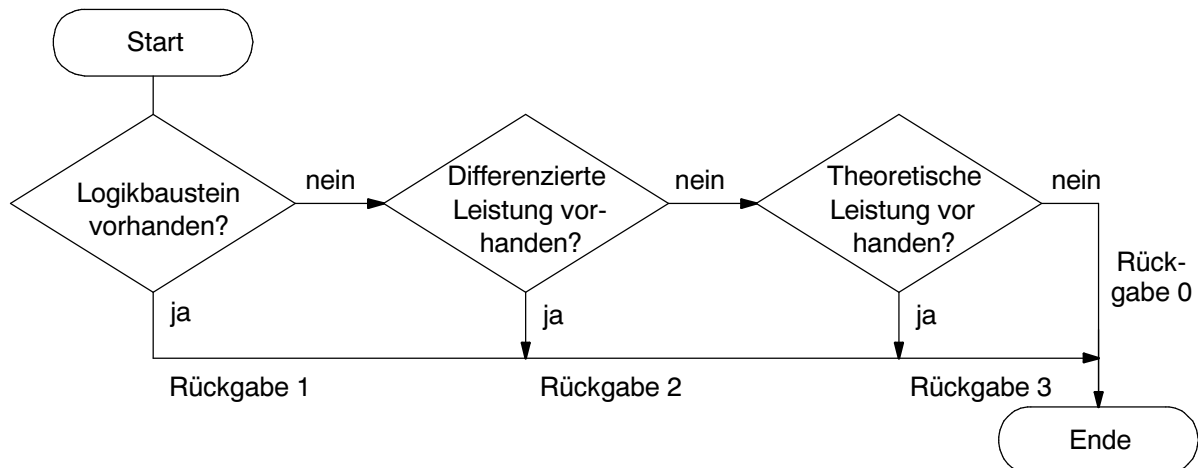 Start
Logikbaustein
vorhanden?
nein
Differenzierte
Leistung vor-
handen?
nein
Theoretische
Leistung vor
handen?
nein
Rück-
gabe 0
ja
ja
ja
Rückgabe 1
Rückgabe 2
Rückgabe 3
Ende